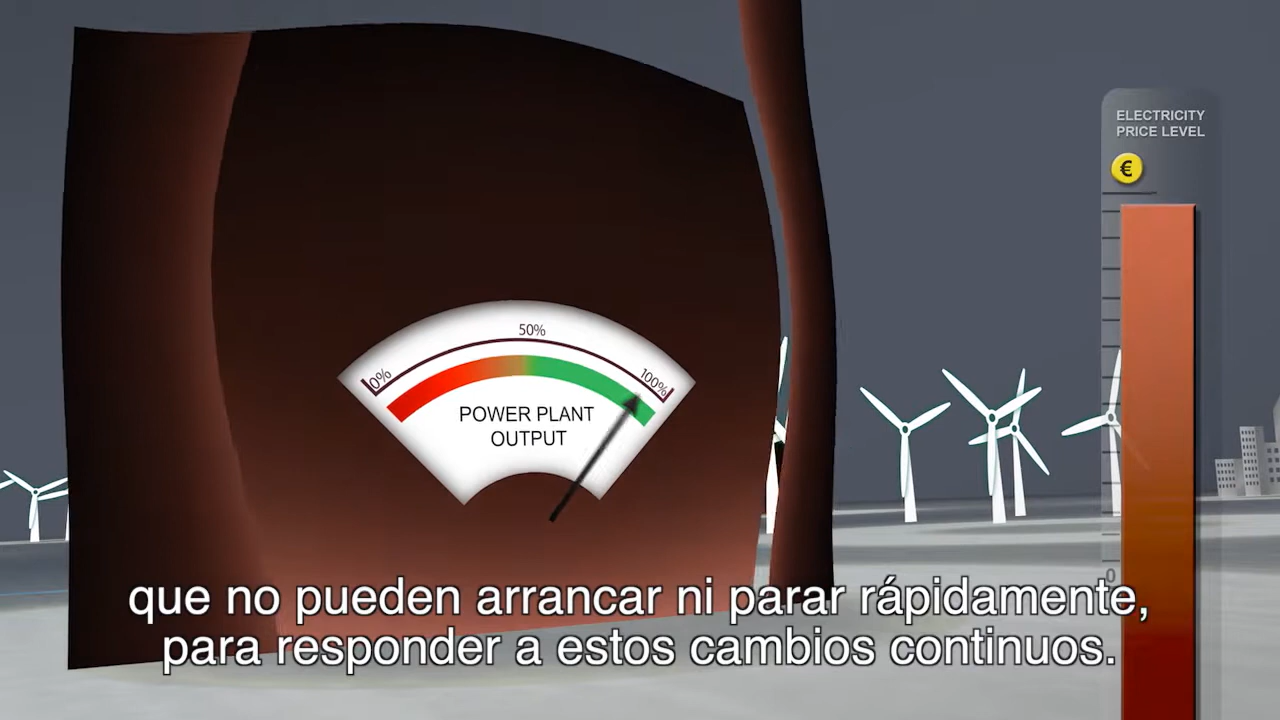 ELECTRICITY
PRICE LEVEL
€
50%
0%
100%
POWER PLANT
OUTPUT
0
que no pueden arrancar ni parar rápidamente,
para responder a estos cambios continuos.